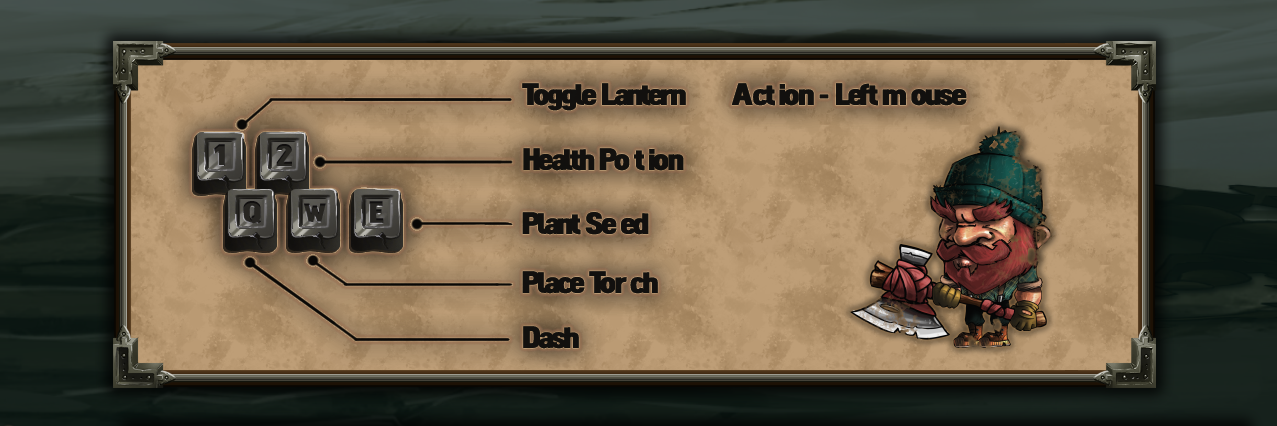 Toggle Lantern
Action - Left mouse
1 2
Health Potion
Q W E
Plant Seed
Place Torch
Dash